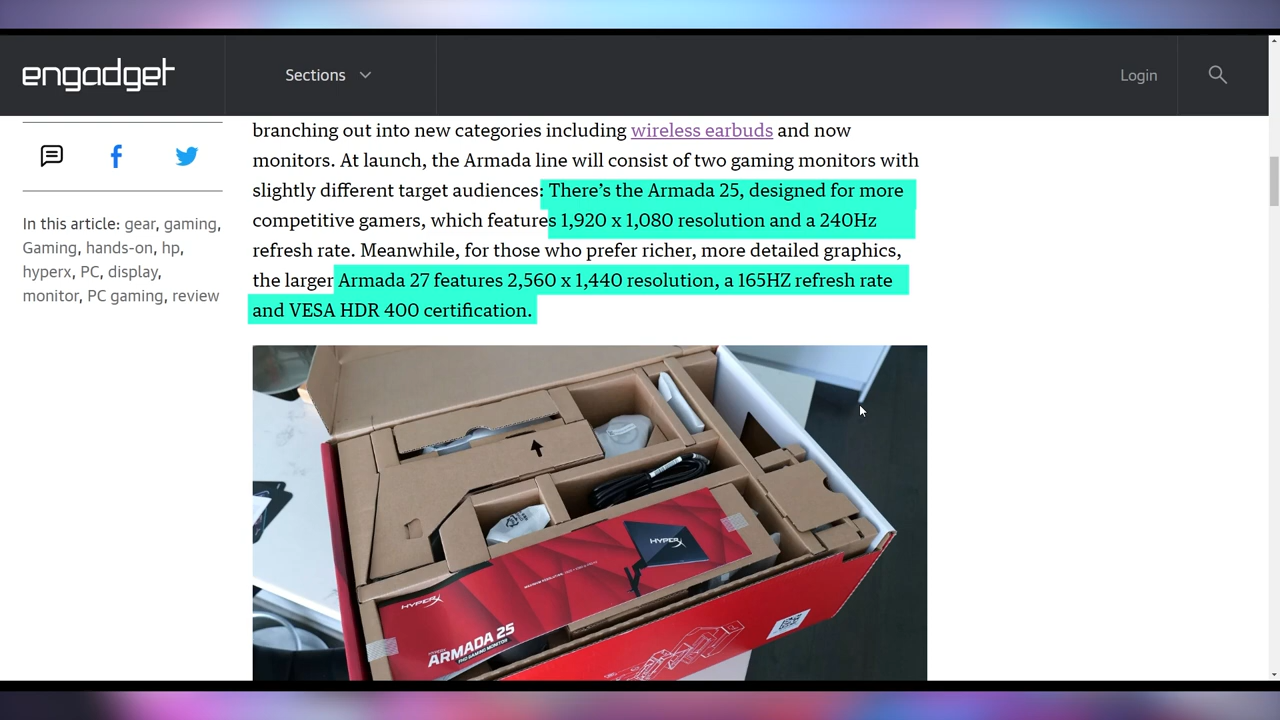 engadget
Sections
Login
branching out into new categories including wireless earbuds and now
monitors. At launch, the Armada line will consist of two gaming monitors with
slightly different target audiences: There’s the Armada 25, designed for more
competitive gamers, which features 1,920 x 1,080 resolution and a 240Hz
refresh rate. Meanwhile, for those who prefer richer, more detailed graphics,
the larger Armada 27 features 2,560 x 1,440 resolution, a 165HZ refresh rate
and VESA HDR 400 certification.
In this article: gear, gaming,
Gaming, hands-on, hp,
hyperx, PC, display,
monitor, PC gaming, review
HYPERX
HYPERX
ARMADA 25
FHD GAMING MONITOR